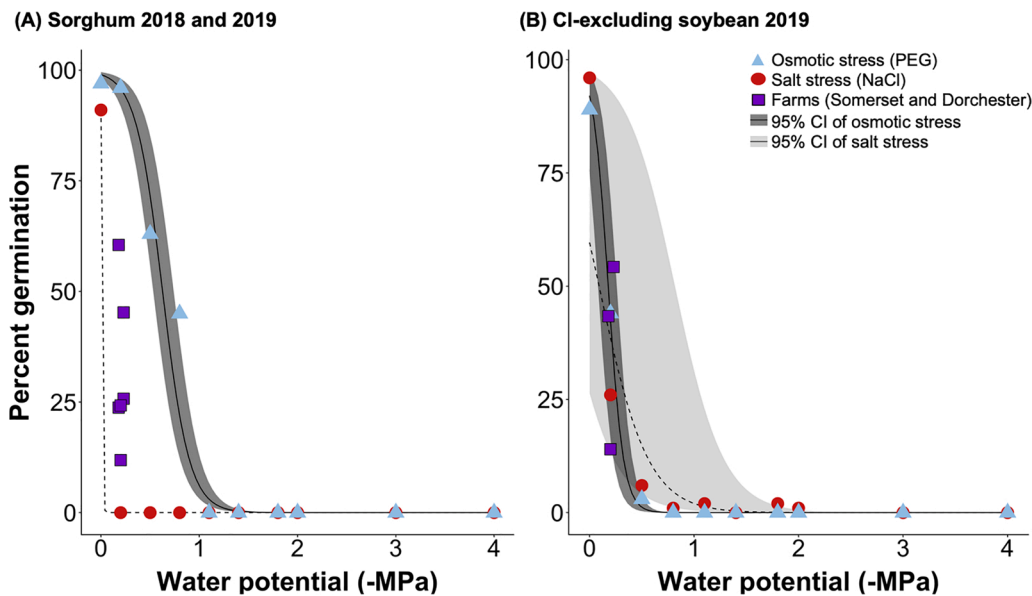 (A) Sorghum 2018 and 2019
(B) Cl-excluding soybean 2019
Osmotic stress (PEG)
Salt stress (NaCl)
Farms (Somerset and Dorchester)
95% CI of osmotic stress
95% CI of salt stress
Percent germination
100
75
50
25
0
0 1 2 3 4
Water potential (-MPa)
100
75
50
25
0
0 1 2 3 4
Water potential (-MPa)